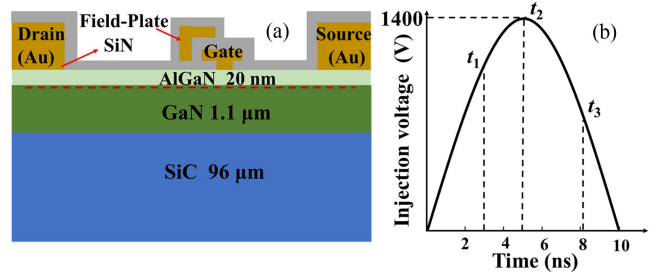 Drain
(Au)
Field-Plate
SiN
Gate
(a)
Source
(Au)
AlGaN 20 nm
GaN 1.1 μm
SiC 96 μm
(b)
Injection voltage (V)
1400
t1
t2
t3
2 4 6 8 10
Time (ns)